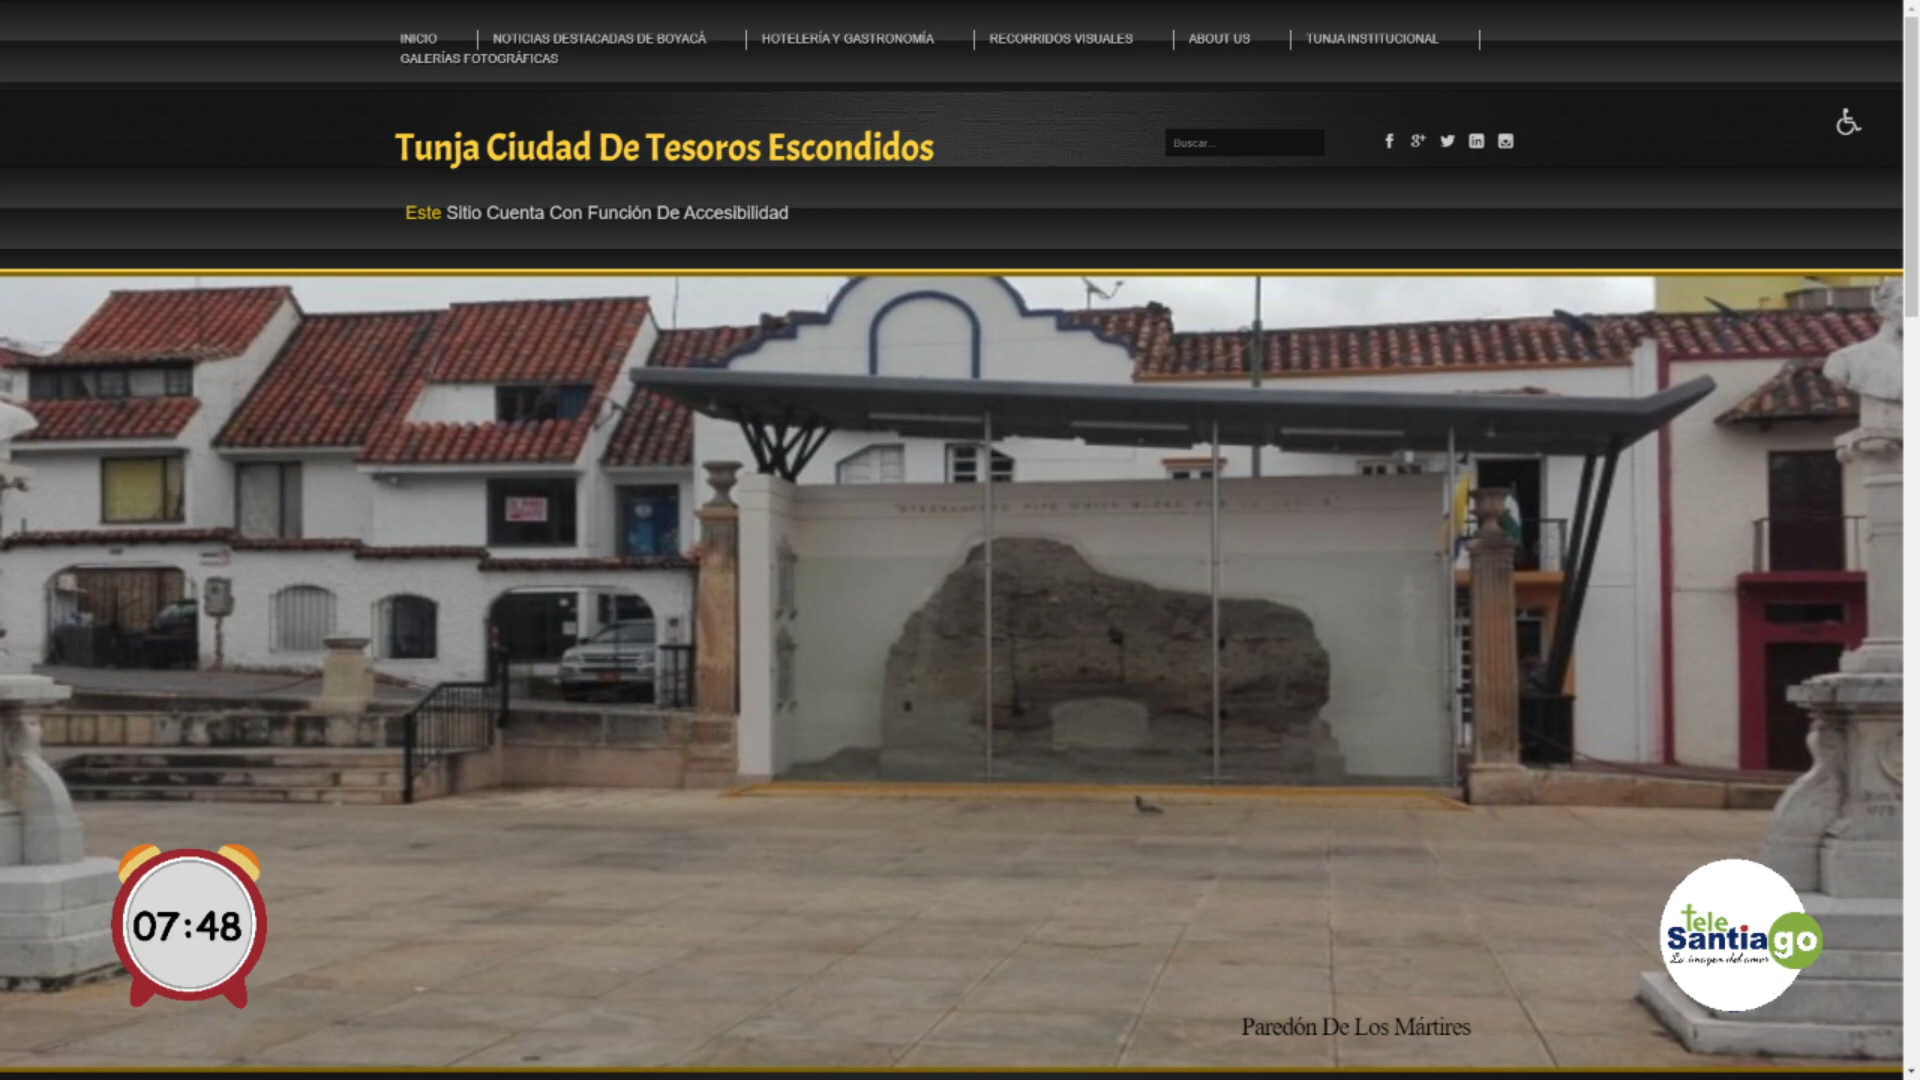 INICIO
NOTICIAS DESTACADAS DE BOYACÁ
HOTELERÍA Y GASTRONOMÍA
RECORRIDOS VISUALES
ABOUT US
TUNJA INSTITUCIONAL
GALERÍAS FOTOGRÁFICAS
Tunja Ciudad De Tesoros Escondidos
Buscar...
Este Sitio Cuenta Con Función De Accesibilidad
07:48
tele
Santiago
La imagen del amor
Paredón De Los Mártires